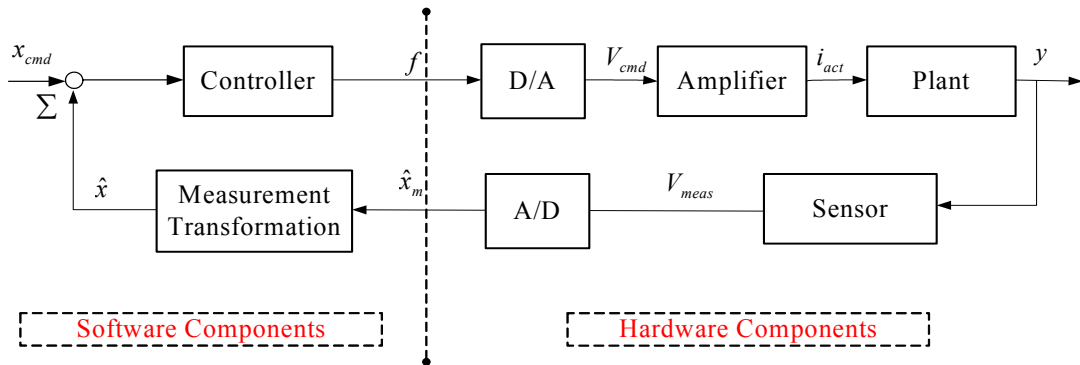 x_cmd
Σ
Controller
f
D/A
V_cmd
Amplifier
i_act
Plant
y
x̂
Measurement
Transformation
x̂_m
A/D
V_meas
Sensor
Software Components
Hardware Components